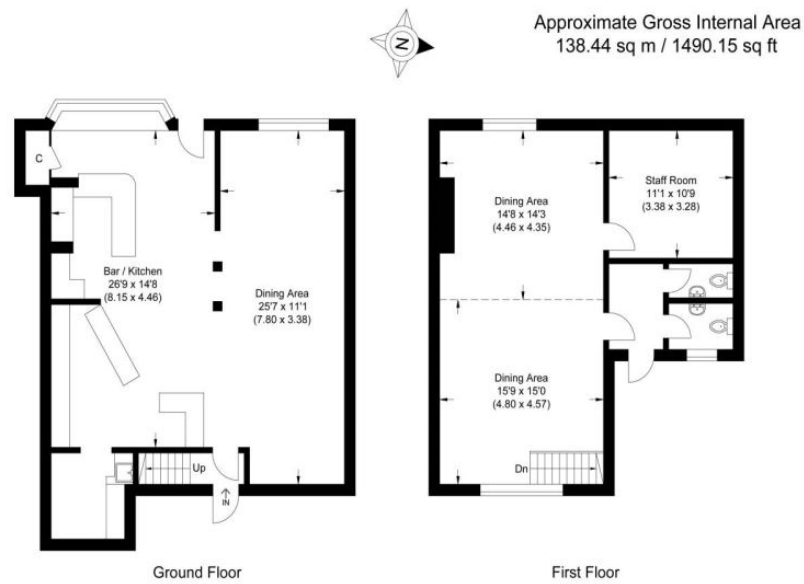 Approximate Gross Internal Area
138.44 sq m / 1490.15 sq ft
N
C
Bar / Kitchen
26'9 x 14'8
(8.15 x 4.46)
Dining Area
25'7 x 11'1
(7.80 x 3.38)
Up
IN
Ground Floor
Dining Area
14'8 x 14'3
(4.46 x 4.35)
Staff Room
11'1 x 10'9
(3.38 x 3.28)
Dining Area
15'9 x 15'0
(4.80 x 4.57)
Dn
First Floor